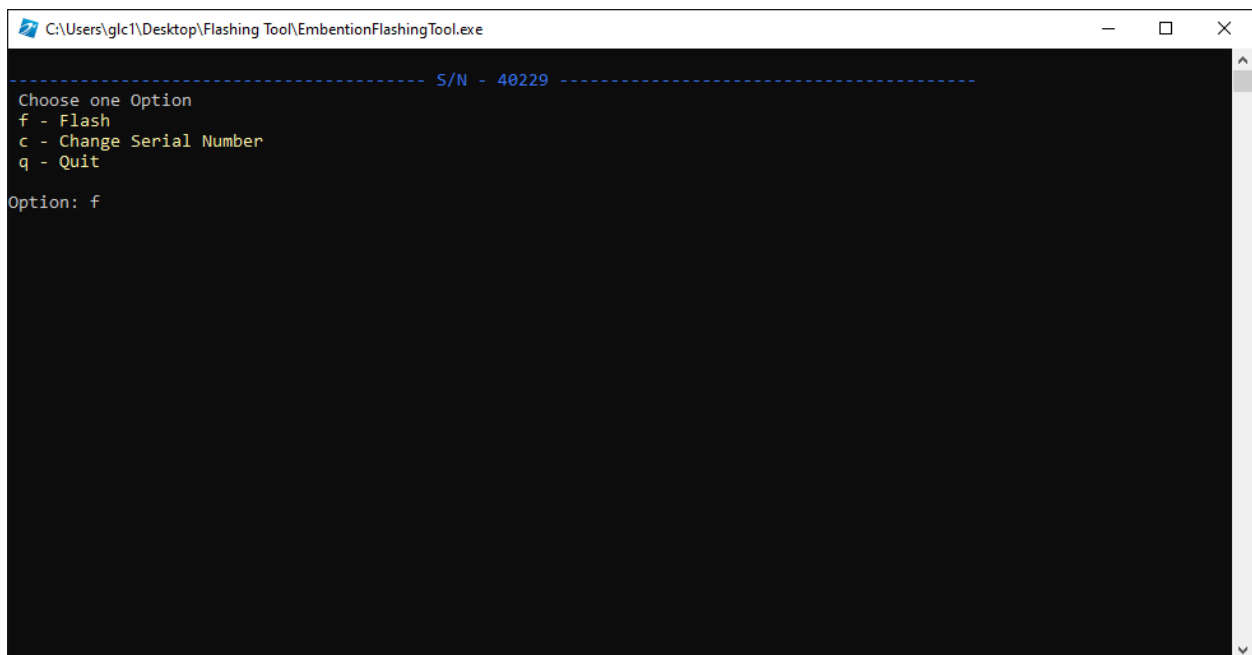 C:\Users\glc1\Desktop\Flashing Tool\EmbentionFlashingTool.exe
----------------------------------------- S/N - 40229 -----------------------------------------
Choose one Option
f - Flash
c - Change Serial Number
q - Quit
Option: f